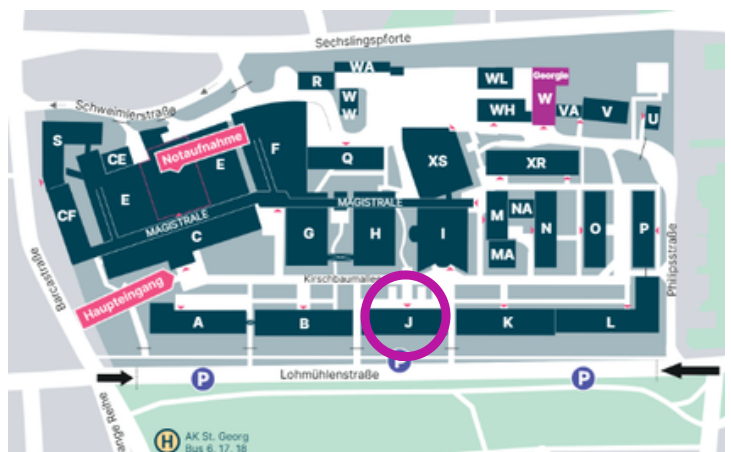 Sechslingspforte
WA
R
WL
Georgie
W
W
W
Schweimlerstraße
WH
VA
V
U
S
Notaufnahme
CE
F
E
Q
XS
XR
E
CF
MAGISTRALE
MAGISTRALE
C
G
H
I
M
NA
N
O
P
MA
Barcastraße
Kirschbaumallee
Philipsstraße
Haupteingang
A
B
J
K
L
P
P
P
Lohmühlenstraße
ange Reihe
H
AK St. Georg
Bus 6, 17, 18